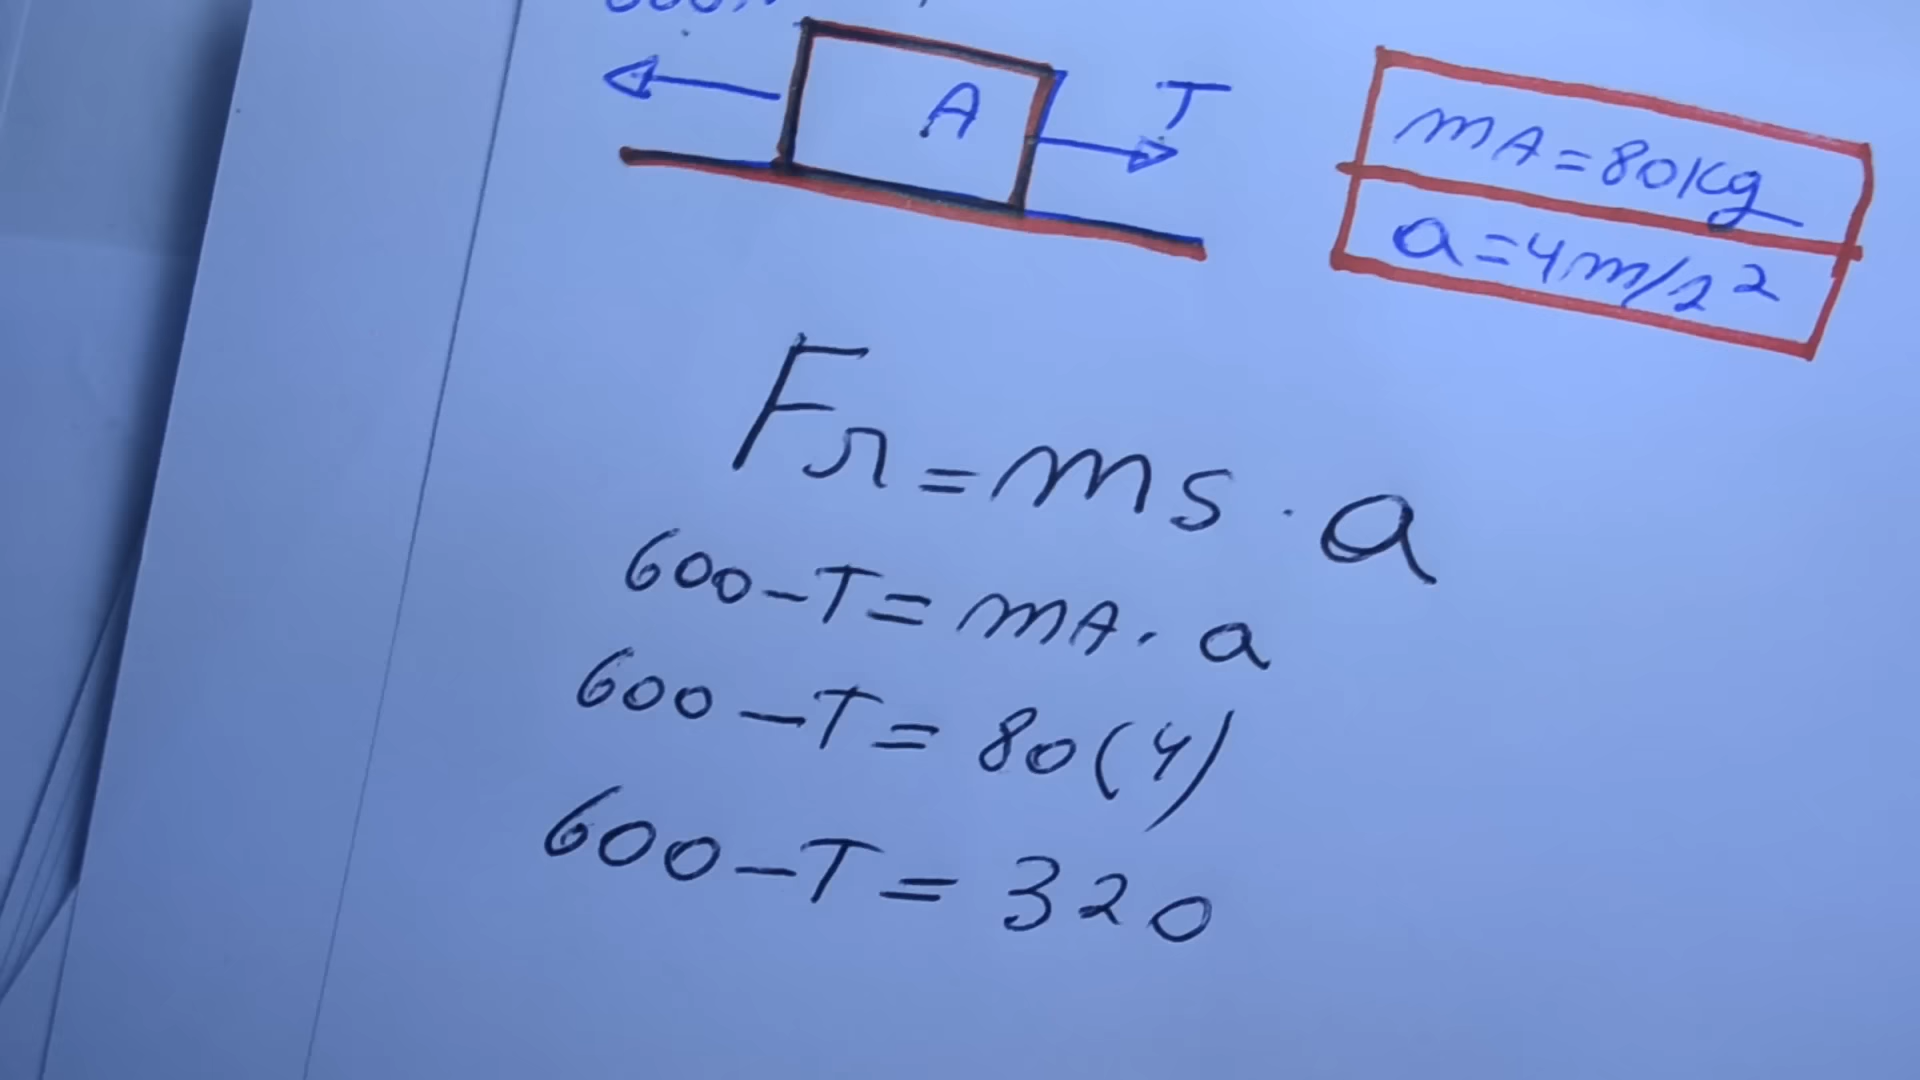 A
T
mA=80Kg
a=4m/s²
Fr=ms.a
600-T=mA.a
600-T=80(4)
600-T=320